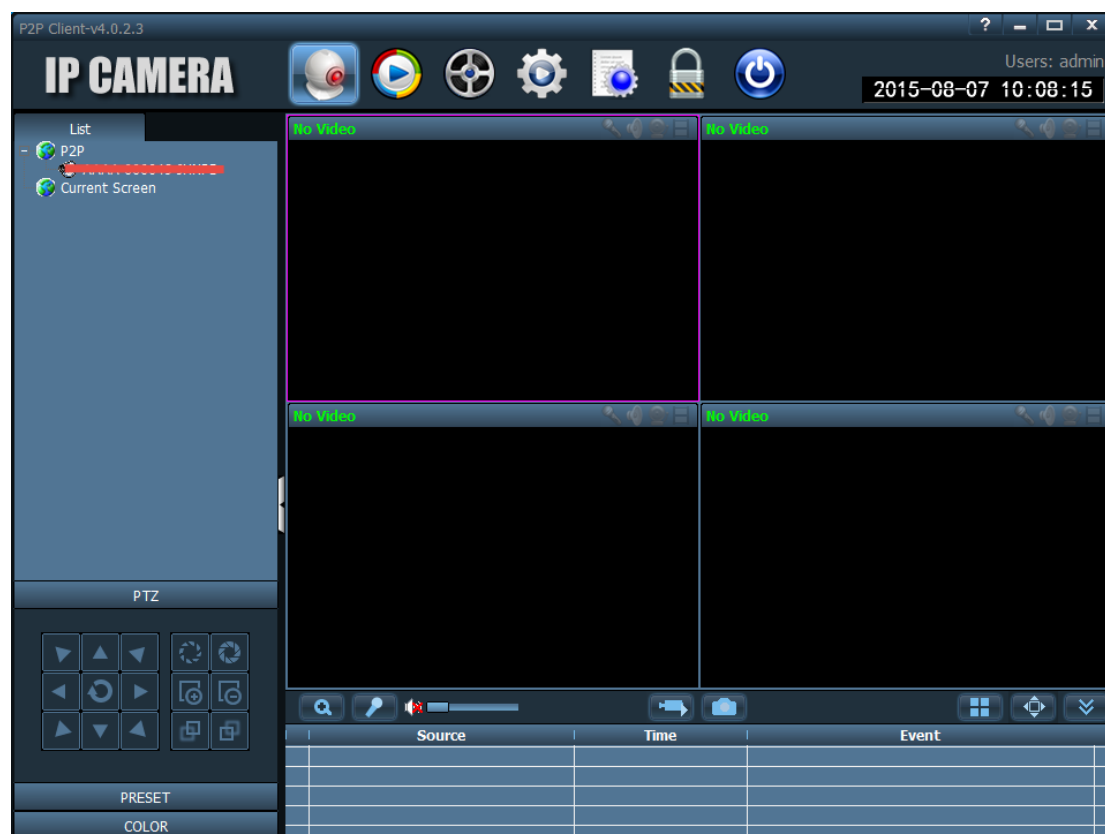 P2P Client-v4.0.2.3
?
IP CAMERA
Users: admin
2015-08-07 10:08:15
List
P2P
Current Screen
No Video
No Video
No Video
No Video
PTZ
PRESET
COLOR
Source Time Event